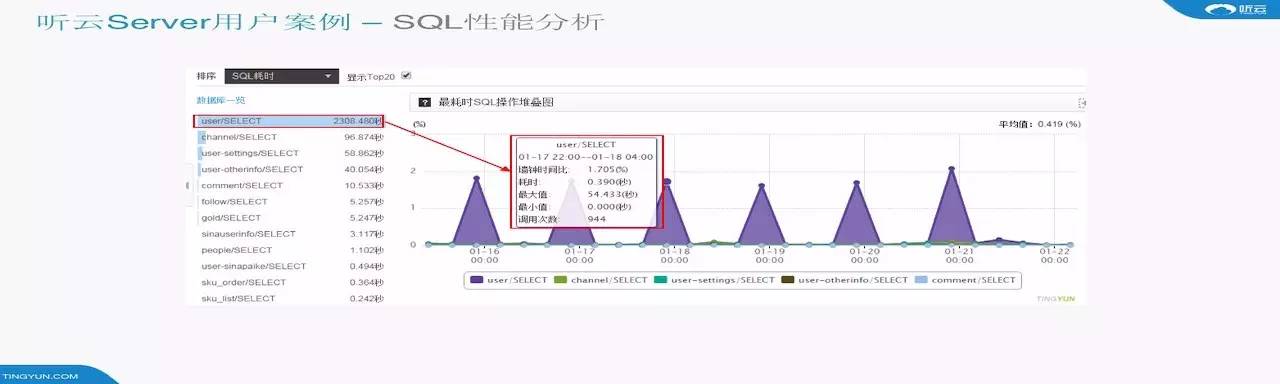 听云Server用户案例 – SQL性能分析
听云
排序 SQL耗时 显示Top20
数据库一览
user/SELECT 2308.480秒
channel/SELECT 96.874秒
user-settings/SELECT 58.862秒
user-otherinfo/SELECT 40.054秒
comment/SELECT 10.533秒
follow/SELECT 5.257秒
gold/SELECT 5.247秒
sinauserinfo/SELECT 3.117秒
people/SELECT 1.102秒
user-sinapaike/SELECT 0.494秒
sku_order/SELECT 0.364秒
sku_list/SELECT 0.242秒
? 最耗时SQL操作堆叠图
(%)
平均值：0.419 (%)
3
2
1
0
user/SELECT
01-17 22:00--01-18 04:00
墙钟时间比: 1.705(%)
耗时: 0.390(秒)
最大值: 54.433(秒)
最小值: 0.000(秒)
调用次数: 944
01-16 01-17 01-18 01-19 01-20 01-21 01-22
00:00 00:00 00:00 00:00 00:00 00:00 00:00
user/SELECT channel/SELECT user-settings/SELECT user-otherinfo/SELECT comment/SELECT
TINGYUN
TINGYUN.COM